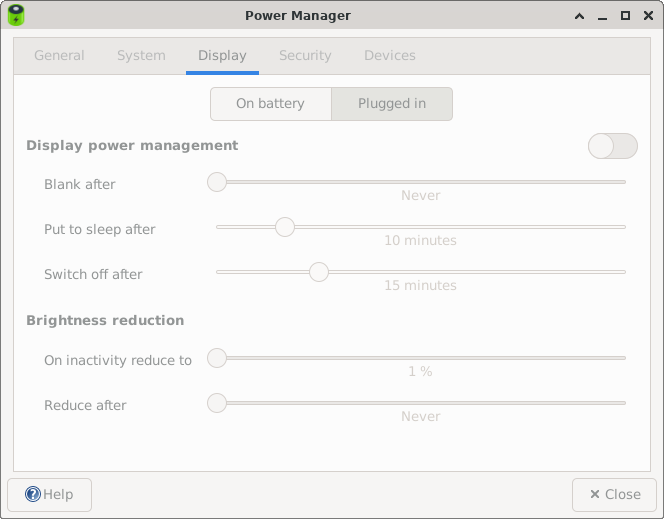 Power Manager
General System Display Security Devices
On battery Plugged in
Display power management
Blank after
Never
Put to sleep after
10 minutes
Switch off after
15 minutes
Brightness reduction
On inactivity reduce to
1 %
Reduce after
Never
Help Close